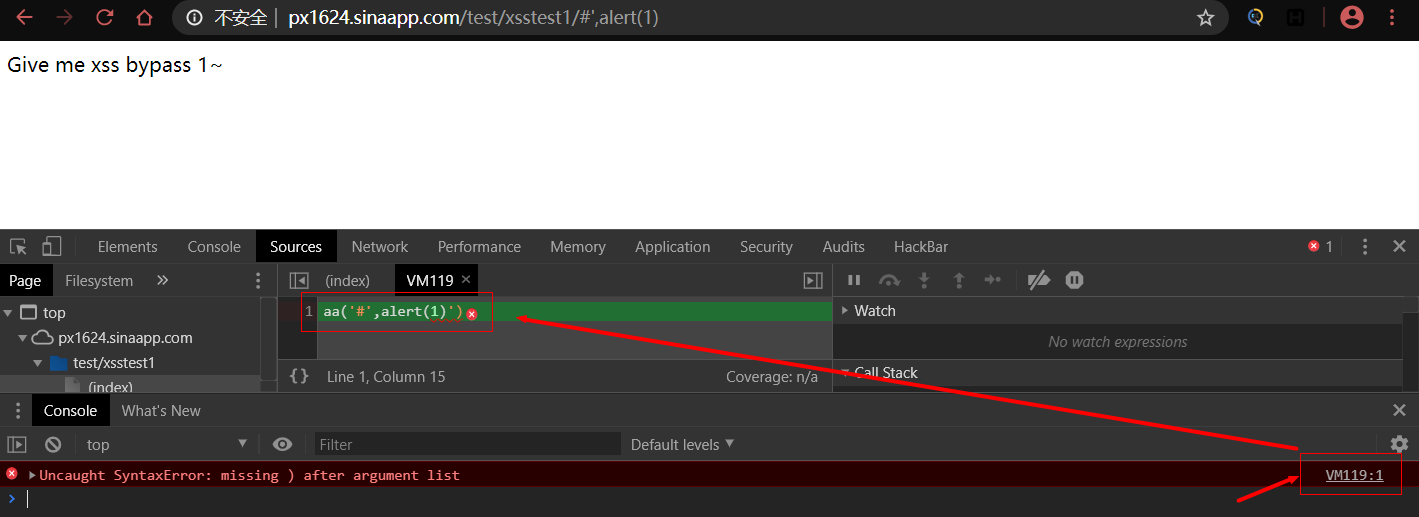 不安全 | px1624.sinaapp.com/test/xsstest1/#',alert(1)
Give me xss bypass 1~
Elements Console Sources Network Performance Memory Application Security Audits HackBar 1
Page Filesystem » (index) VM119 ×
top
px1624.sinaapp.com
test/xsstest1
(index)
1 aa('#',alert(1)')
{} Line 1, Column 15 Coverage: n/a
Watch
No watch expressions
Call Stack
Console What's New
top Filter Default levels
Uncaught SyntaxError: missing ) after argument list VM119:1